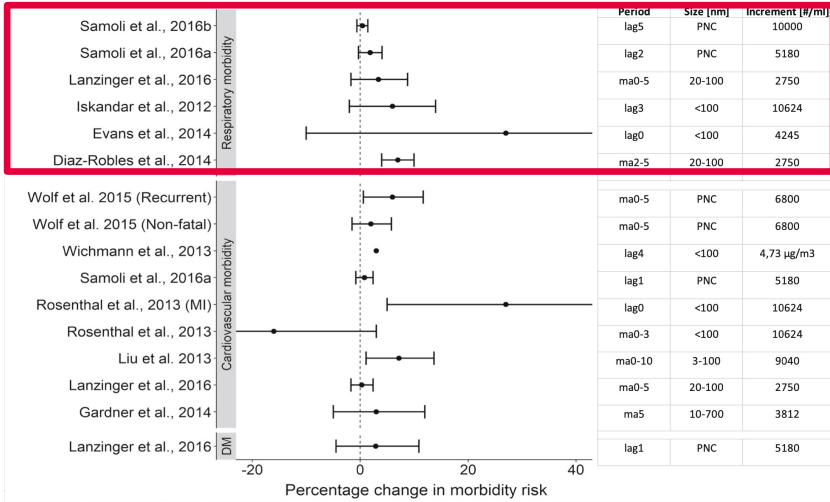 Period Size [nm] Increment [#/ml]
Samoli et al., 2016b lag5 PNC 10000
Samoli et al., 2016a lag2 PNC 5180
Lanzinger et al., 2016 ma0-5 20-100 2750
Iskandar et al., 2012 lag3 <100 10624
Evans et al., 2014 lag0 <100 4245
Diaz-Robles et al., 2014 ma2-5 20-100 2750
Respiratory morbidity
Wolf et al. 2015 (Recurrent) ma0-5 PNC 6800
Wolf et al. 2015 (Non-fatal) ma0-5 PNC 6800
Wichmann et al., 2013 lag4 <100 4,73 µg/m3
Samoli et al., 2016a lag1 PNC 5180
Rosenthal et al., 2013 (MI) lag0 <100 10624
Rosenthal et al., 2013 ma0-3 <100 10624
Liu et al. 2013 ma0-10 3-100 9040
Lanzinger et al., 2016 ma0-5 20-100 2750
Gardner et al., 2014 ma5 10-700 3812
Cardiovascular morbidity
Lanzinger et al., 2016 lag1 PNC 5180
DM
-20 0 20 40
Percentage change in morbidity risk